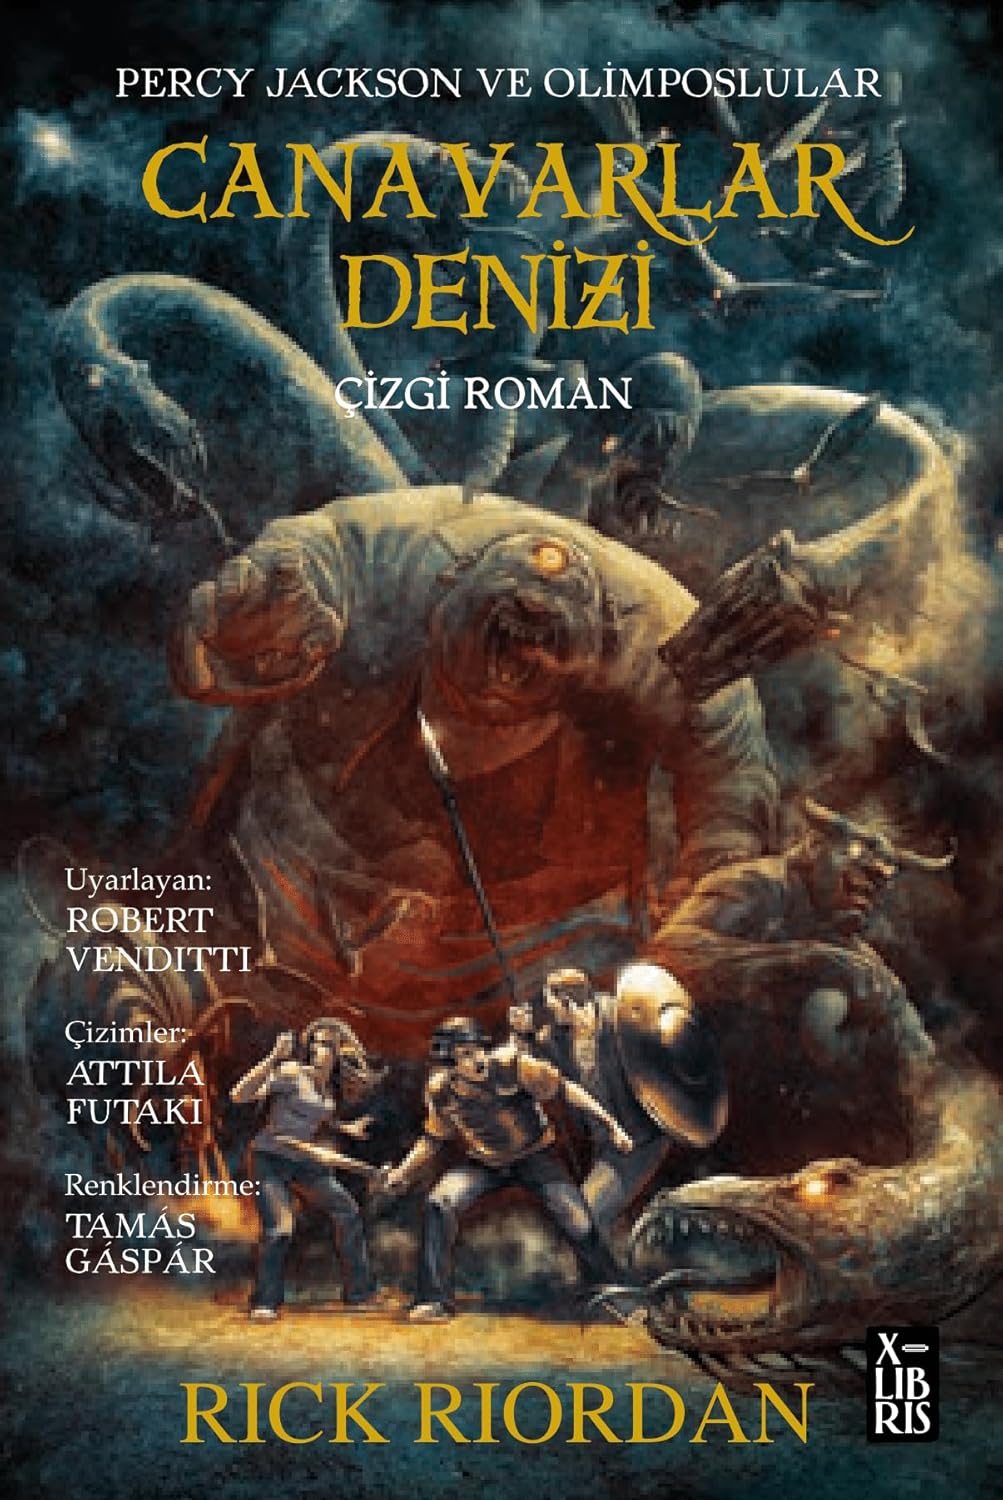 PERCY JACKSON VE OLİMPOSLULAR
CANAVARLAR
DENİZİ
ÇİZGİ ROMAN
Uyarlayan:
ROBERT
VENDITTI
Çizimler:
ATTILA
FUTAKI
Renklendirme:
TAMÁS
GÁSPÁR
RICK RIORDAN
X-
LIB
RIS